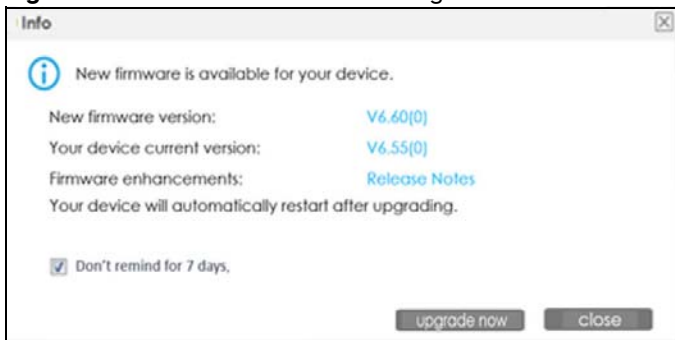 Info
New firmware is available for your device.
New firmware version: V6.60(0)
Your device current version: V6.55(0)
Firmware enhancements: Release Notes
Your device will automatically restart after upgrading.
Don't remind for 7 days,
upgrade now close